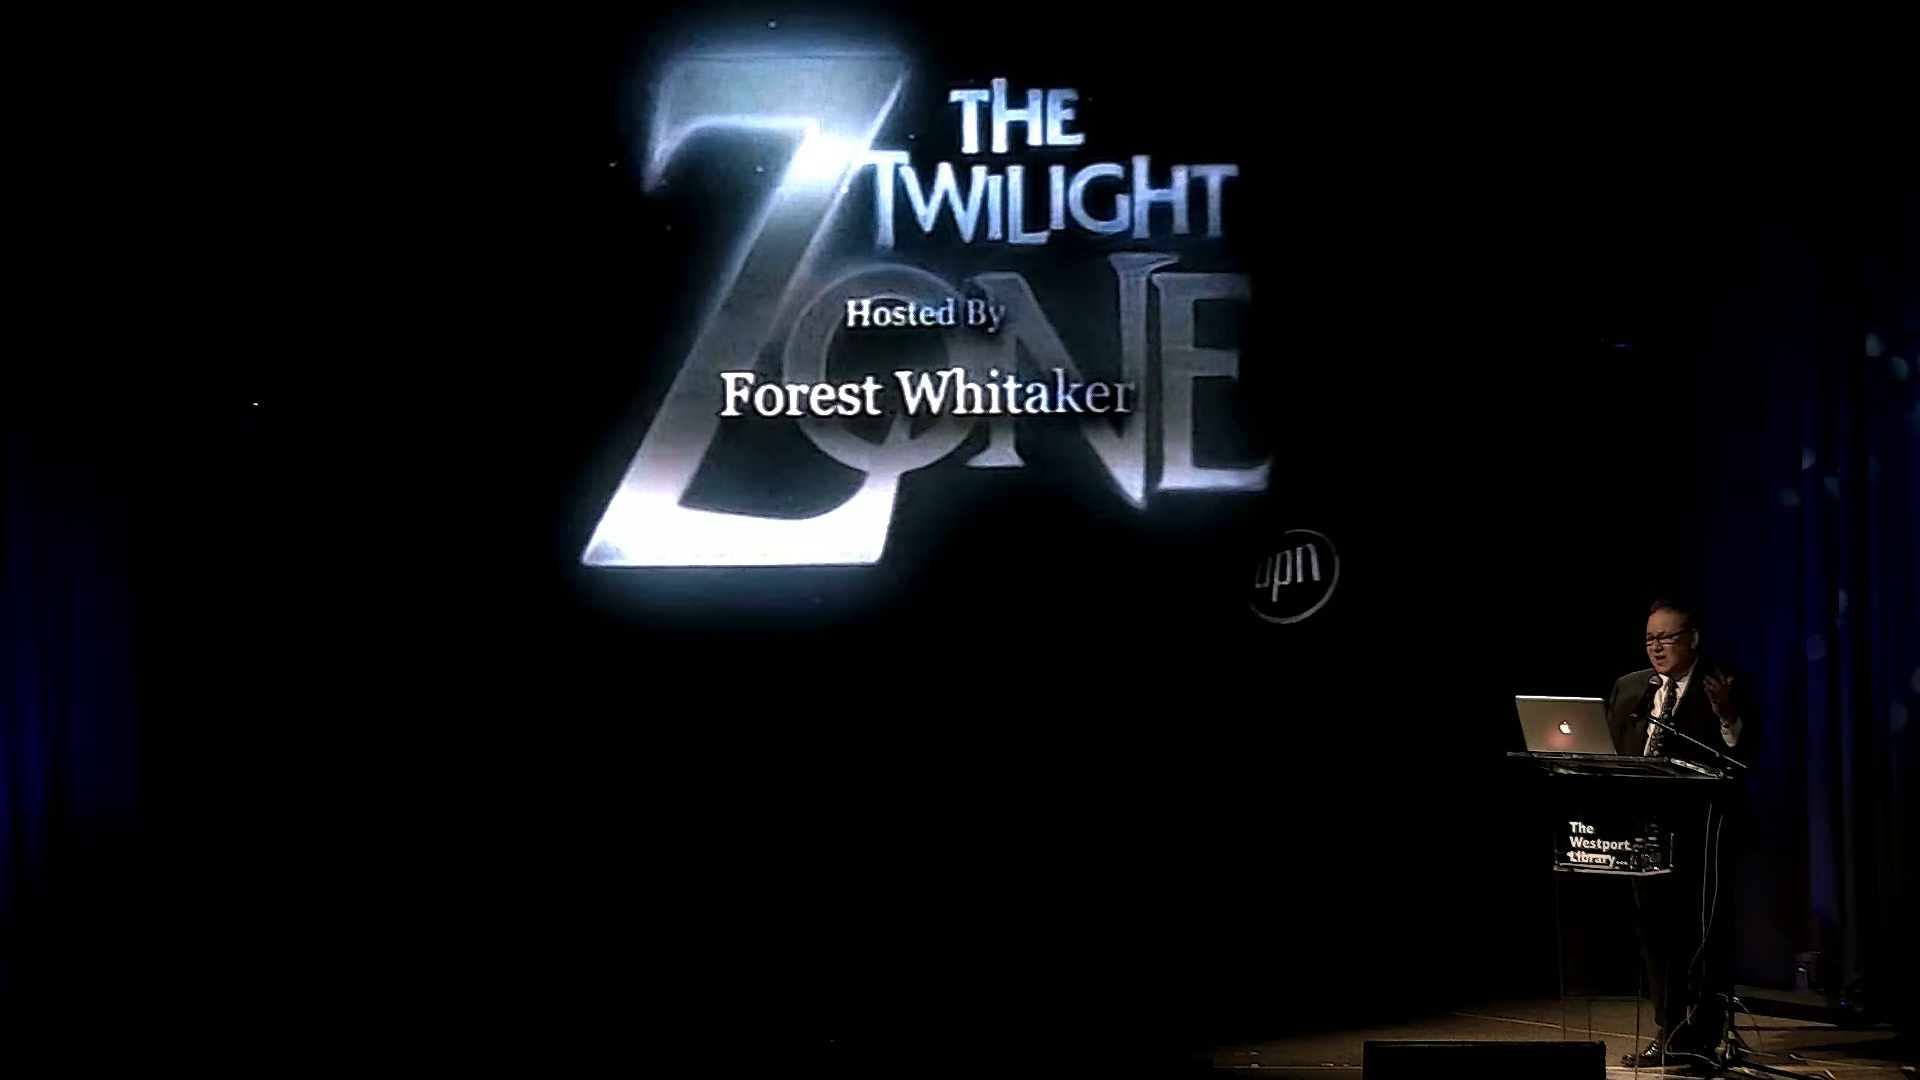 THE
TWILIGHT
ZONE
Hosted By
Forest Whitaker
upn
The
Westport
Library...